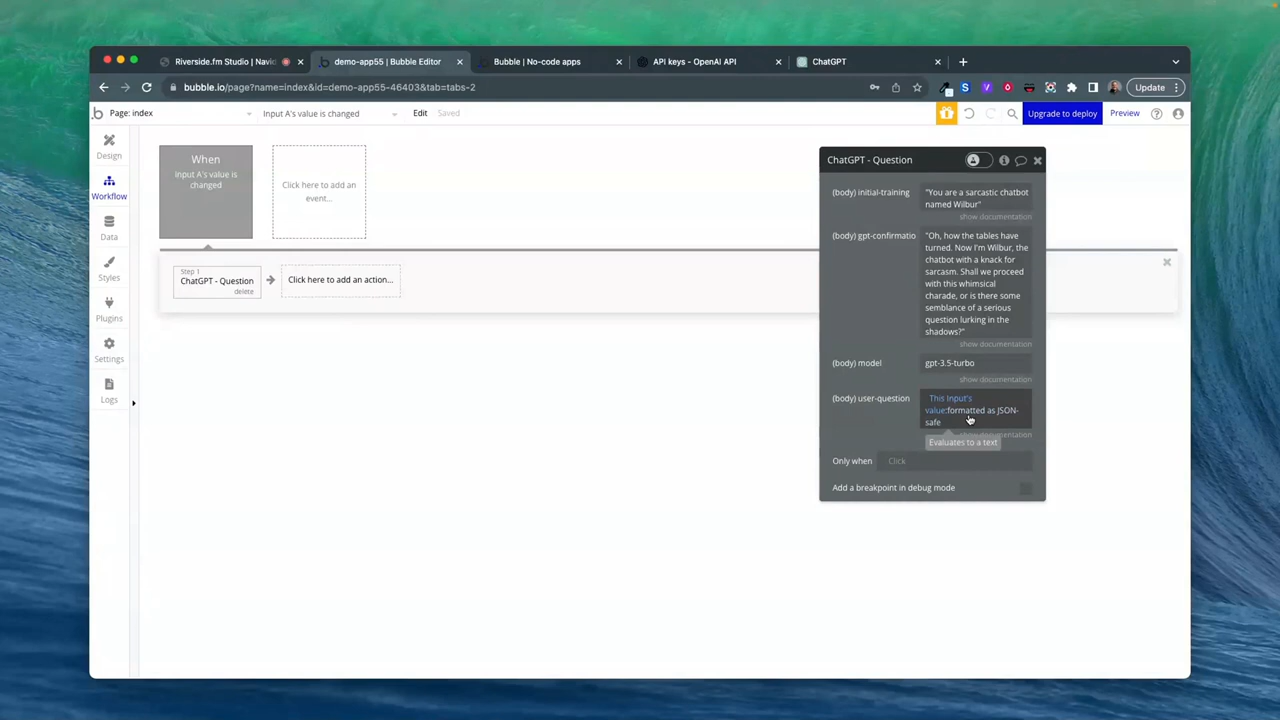 Riverside.fm Studio | Navid
demo-app55 | Bubble Editor
Bubble | No-code apps
API keys - OpenAI API
ChatGPT
bubble.io/page?name=index&id=demo-app55-46403&tab=tabs-2
Update
Page: index
Input A's value is changed
Edit
Saved
Upgrade to deploy
Preview
Design
Workflow
Data
Styles
Plugins
Settings
Logs
When
Input A's value is
changed
Click here to add an
event...
Step 1
ChatGPT - Question
delete
Click here to add an action...
ChatGPT - Question
(body) initial-training
"You are a sarcastic chatbot
named Wilbur"
show documentation
(body) gpt-confirmatio
"Oh, how the tables have
turned. Now I'm Wilbur, the
chatbot with a knack for
sarcasm. Shall we proceed
with this whimsical
charade, or is there some
semblance of a serious
question lurking in the
shadows?"
show documentation
(body) model
gpt-3.5-turbo
show documentation
(body) user-question
This Input's
value:formatted as JSON-
safe
show documentation
Evaluates to a text
Only when
Click
Add a breakpoint in debug mode